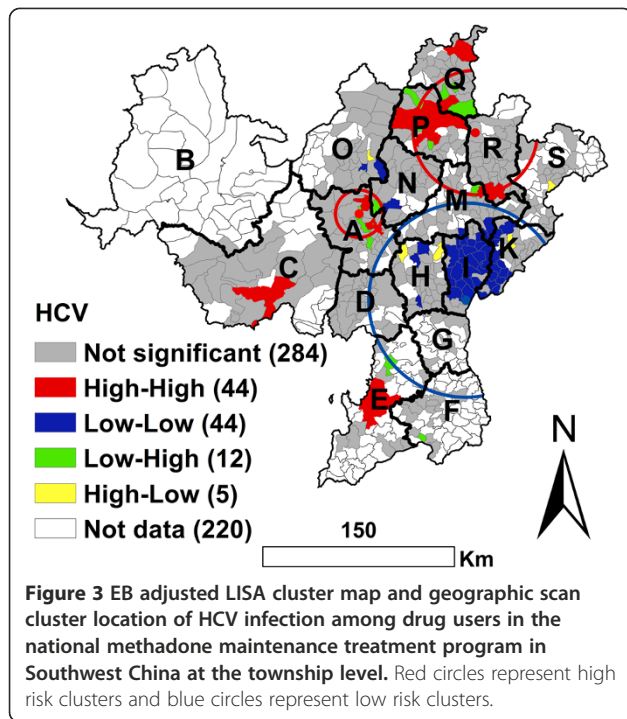 Q
P
B
O
R
S
N
M
A
C
H
I
K
D
G
E
F
HCV
Not significant (284)
High-High (44)
Low-Low (44)
Low-High (12)
High-Low (5)
Not data (220)
N
150
Km
Figure 3 EB adjusted LISA cluster map and geographic scan
cluster location of HCV infection among drug users in the
national methadone maintenance treatment program in
Southwest China at the township level. Red circles represent high
risk clusters and blue circles represent low risk clusters.